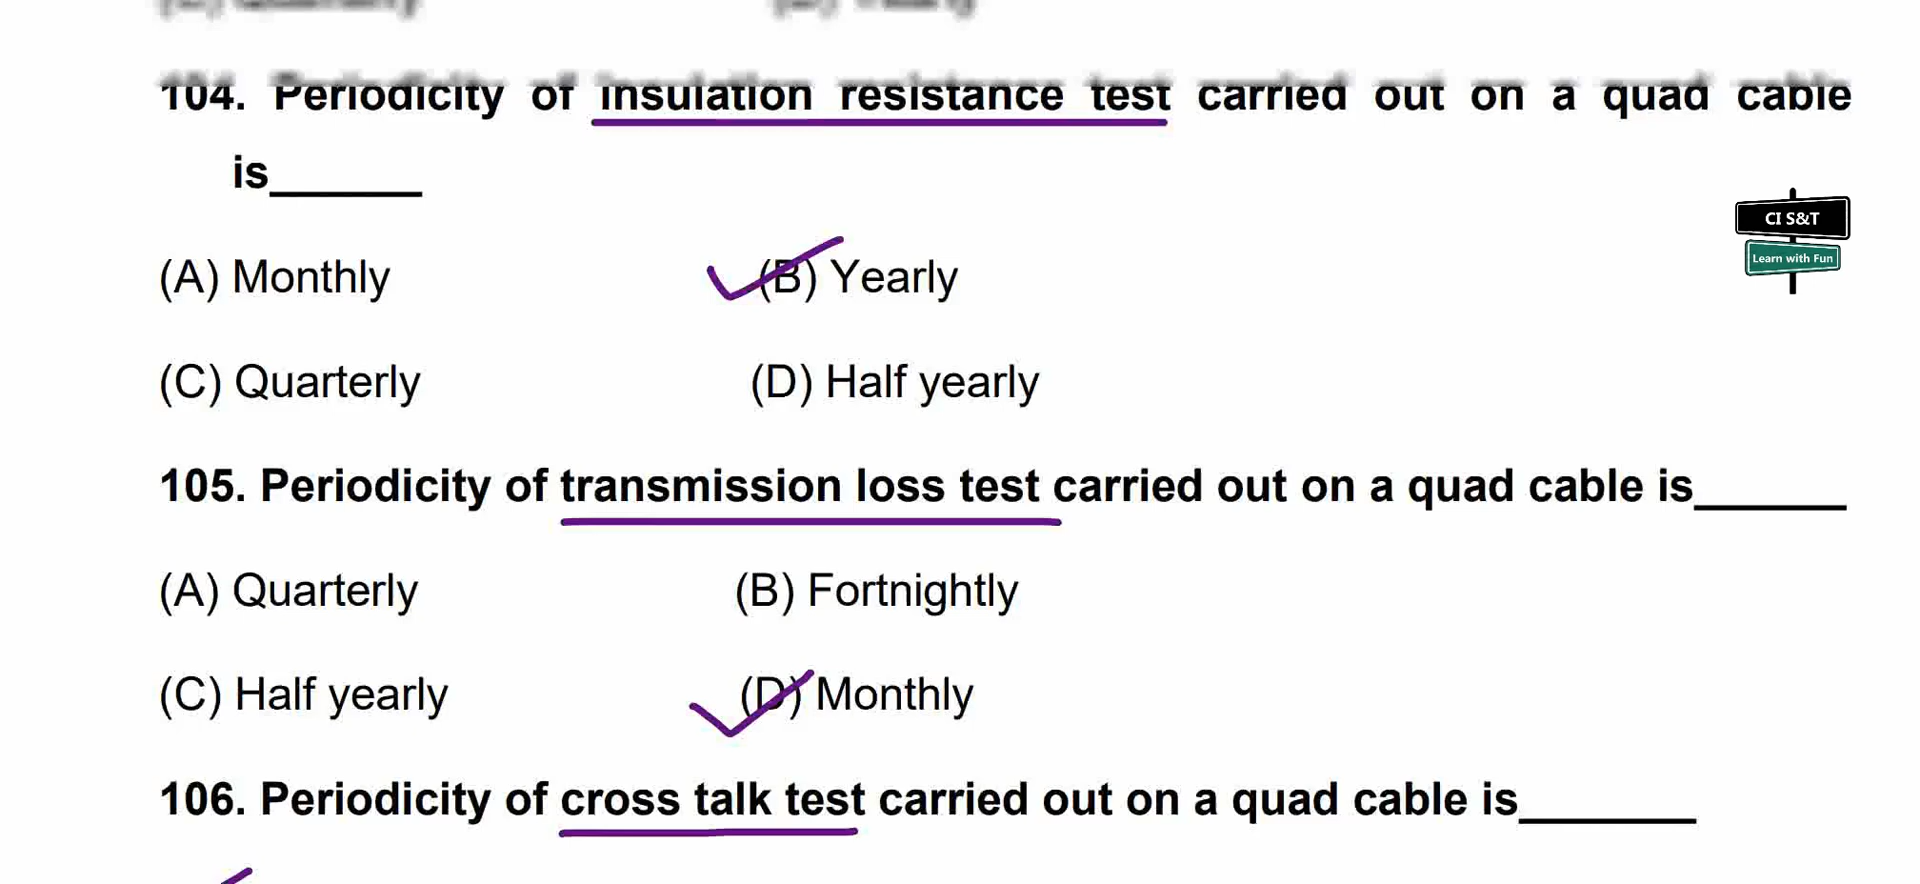 104. Periodicity of insulation resistance test carried out on a quad cable
is______
CI S&T
Learn with Fun
(A) Monthly (B) Yearly
(C) Quarterly (D) Half yearly
105. Periodicity of transmission loss test carried out on a quad cable is______
(A) Quarterly (B) Fortnightly
(C) Half yearly (D) Monthly
106. Periodicity of cross talk test carried out on a quad cable is_______